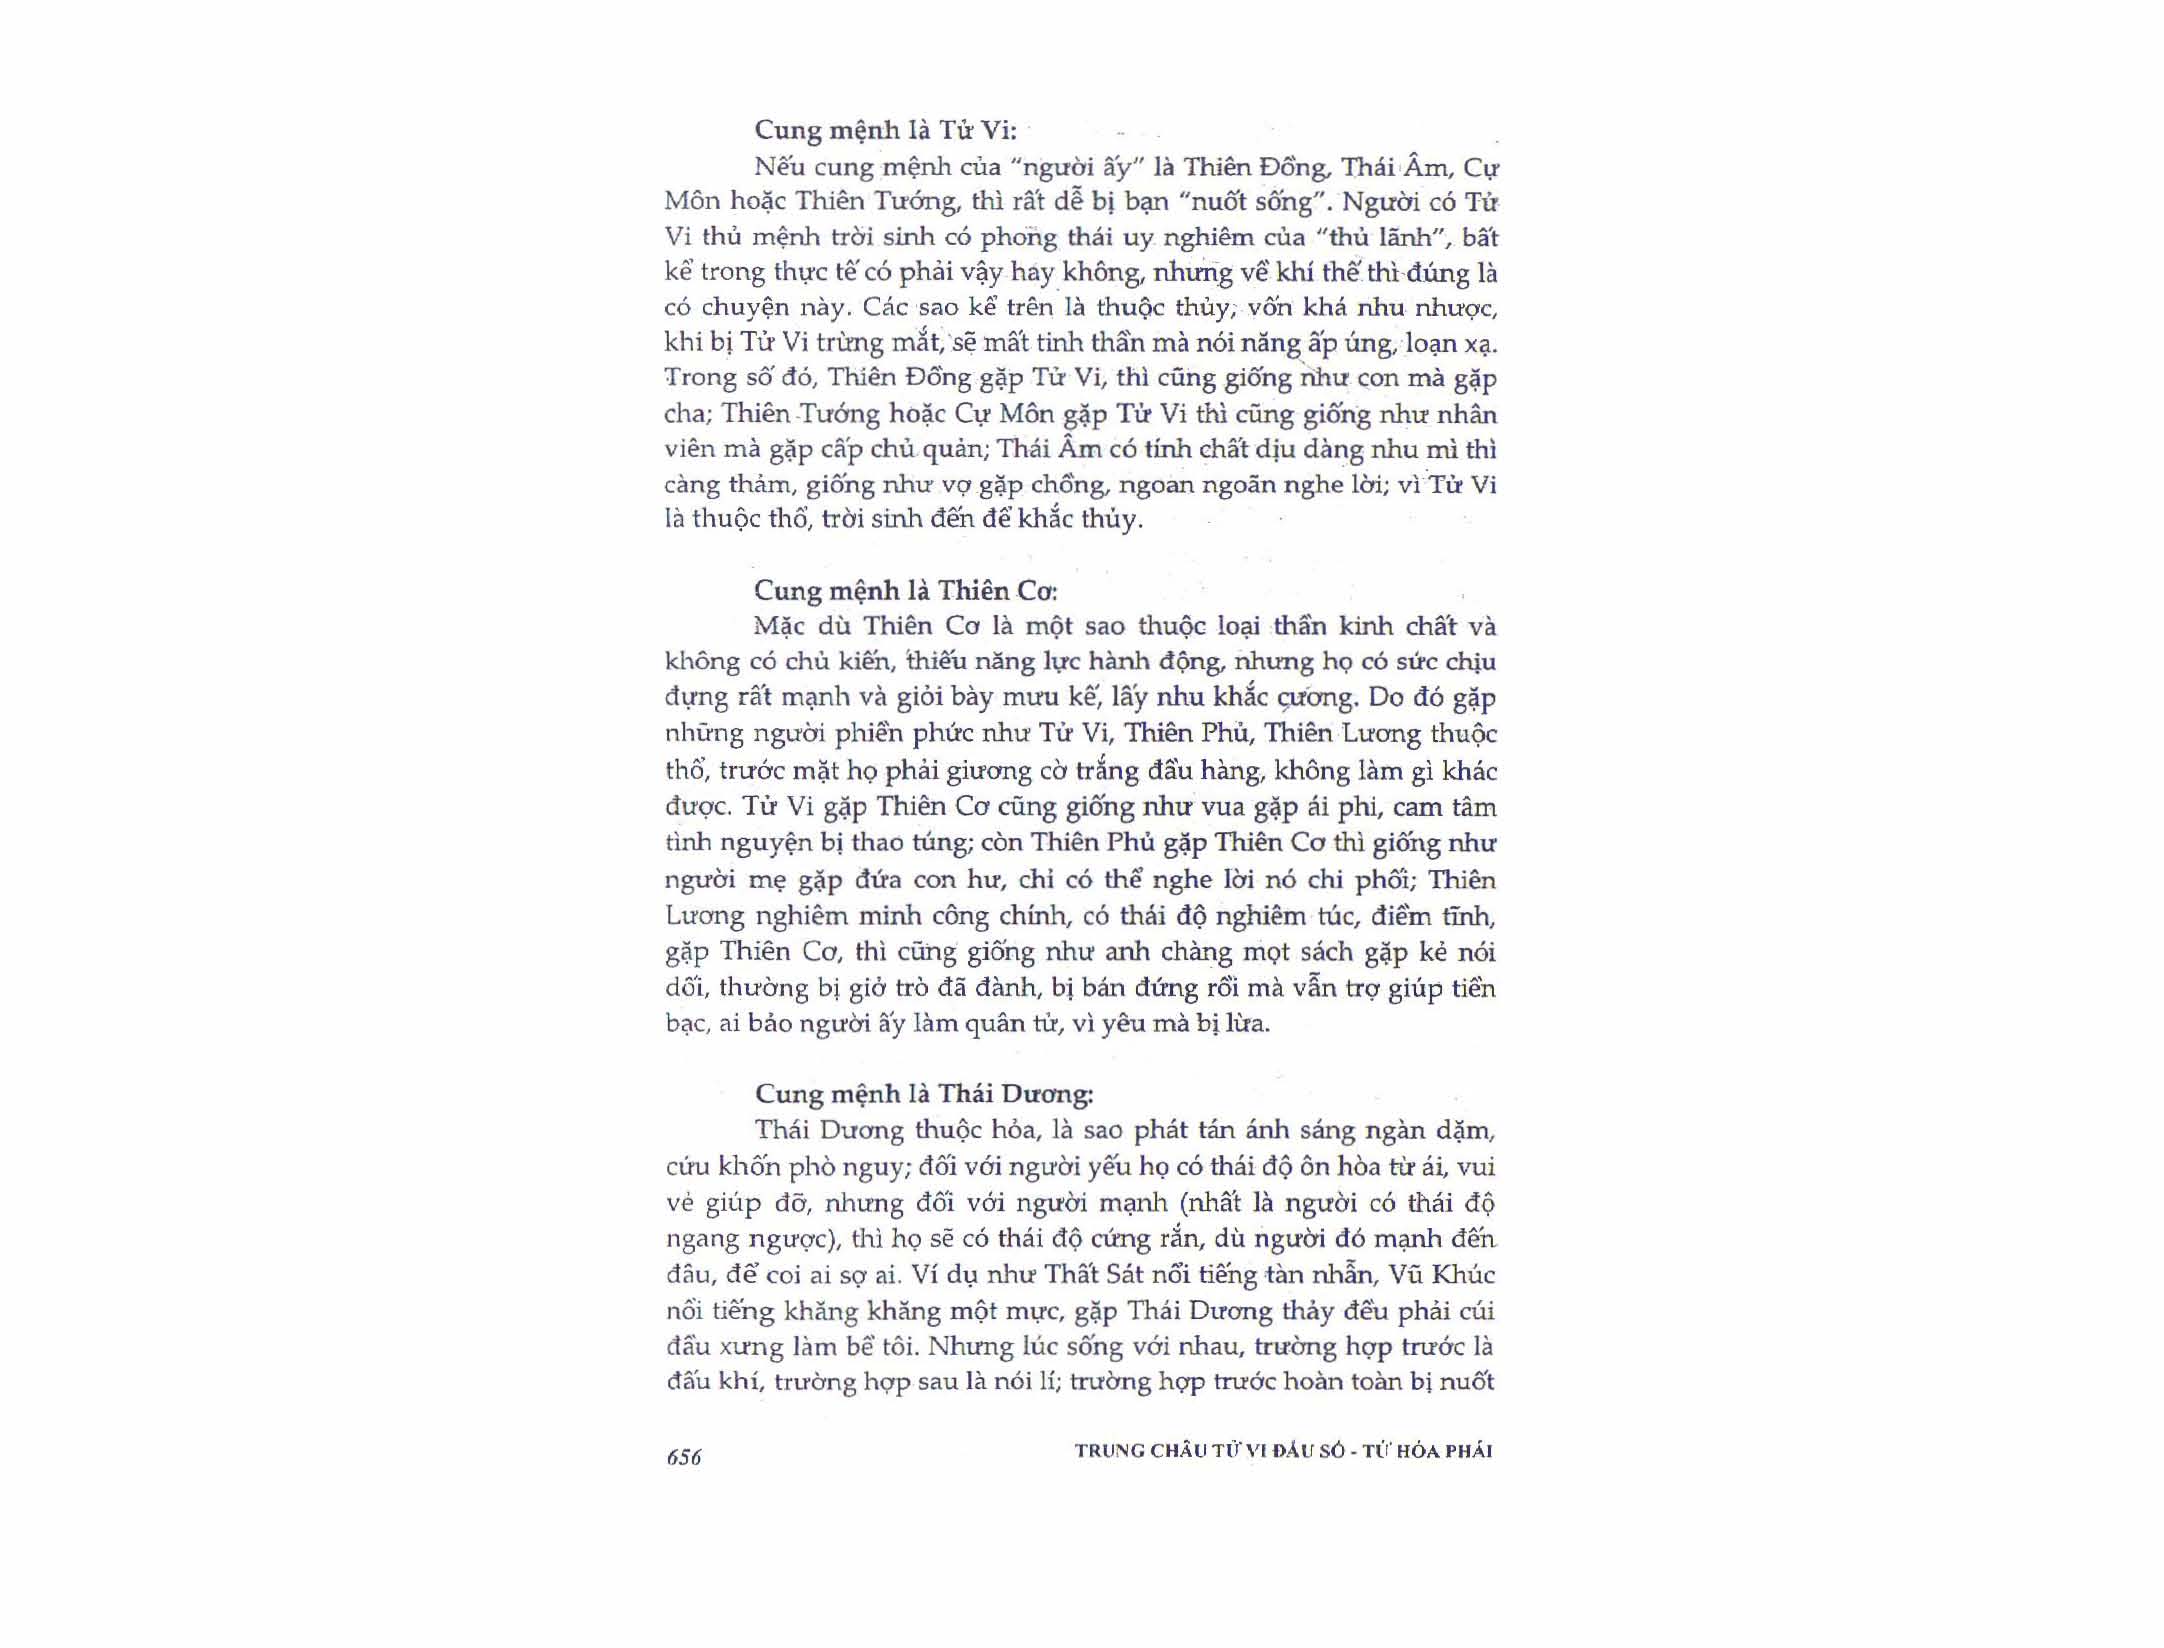 Cung mệnh là Tử Vi:
Nếu cung mệnh của "người ấy" là Thiên Đồng, Thái Âm, Cự
Môn hoặc Thiên Tướng, thì rất dễ bị bạn "nuốt sống". Người có Tử
Vi thủ mệnh trời sinh có phong thái uy nghiêm của "thủ lãnh", bất
kể trong thực tế có phải vậy hay không, nhưng về khí thế thì đúng là
có chuyện này. Các sao kể trên là thuộc thủy, vốn khá nhu nhược,
khi bị Tử Vi trừng mắt, sẽ mất tinh thần mà nói năng ấp úng, loạn xạ.
Trong số đó, Thiên Đồng gặp Tử Vi, thì cũng giống như con mà gặp
cha; Thiên Tướng hoặc Cự Môn gặp Tử Vi thì cũng giống như nhân
viên mà gặp cấp chủ quản; Thái Âm có tính chất dịu dàng nhu mì thì
càng thảm, giống như vợ gặp chồng, ngoan ngoãn nghe lời; vì Tử Vi
là thuộc thổ, trời sinh đến để khắc thủy.
Cung mệnh là Thiên Cơ:
Mặc dù Thiên Cơ là một sao thuộc loại thần kinh chất và
không có chủ kiến, thiếu năng lực hành động, nhưng họ có sức chịu
đựng rất mạnh và giỏi bày mưu kế, lấy nhu khắc cương. Do đó gặp
những người phiền phức như Tử Vi, Thiên Phủ, Thiên Lương thuộc
thổ, trước mặt họ phải giương cờ trắng đầu hàng, không làm gì khác
được. Tử Vi gặp Thiên Cơ cũng giống như vua gặp ái phi, cam tâm
tình nguyện bị thao túng; còn Thiên Phủ gặp Thiên Cơ thì giống như
người mẹ gặp đứa con hư, chỉ có thể nghe lời nó chi phối; Thiên
Lương nghiêm minh công chính, có thái độ nghiêm túc, điềm tĩnh,
gặp Thiên Cơ, thì cũng giống như anh chàng mọt sách gặp kẻ nói
dối, thường bị giở trò đã đành, bị bán đứng rồi mà vẫn trợ giúp tiền
bạc, ai bảo người ấy làm quân tử, vì yêu mà bị lừa.
Cung mệnh là Thái Dương:
Thái Dương thuộc hỏa, là sao phát tán ánh sáng ngàn dặm,
cứu khốn phò nguy; đối với người yếu họ có thái độ ôn hòa từ ái, vui
vẻ giúp đỡ, nhưng đối với người mạnh (nhất là người có thái độ
ngang ngược), thì họ sẽ có thái độ cứng rắn, dù người đó mạnh đến
đâu, để coi ai sợ ai. Ví dụ như Thất Sát nổi tiếng tàn nhẫn, Vũ Khúc
nổi tiếng khăng khăng một mực, gặp Thái Dương thảy đều phải cúi
đầu xưng làm bề tôi. Nhưng lúc sống với nhau, trường hợp trước là
đấu khí, trường hợp sau là nói lí; trường hợp trước hoàn toàn bị nuốt
656 TRUNG CHÂU TỬ VI ĐẨU SỐ - TỨ HÓA PHÁI